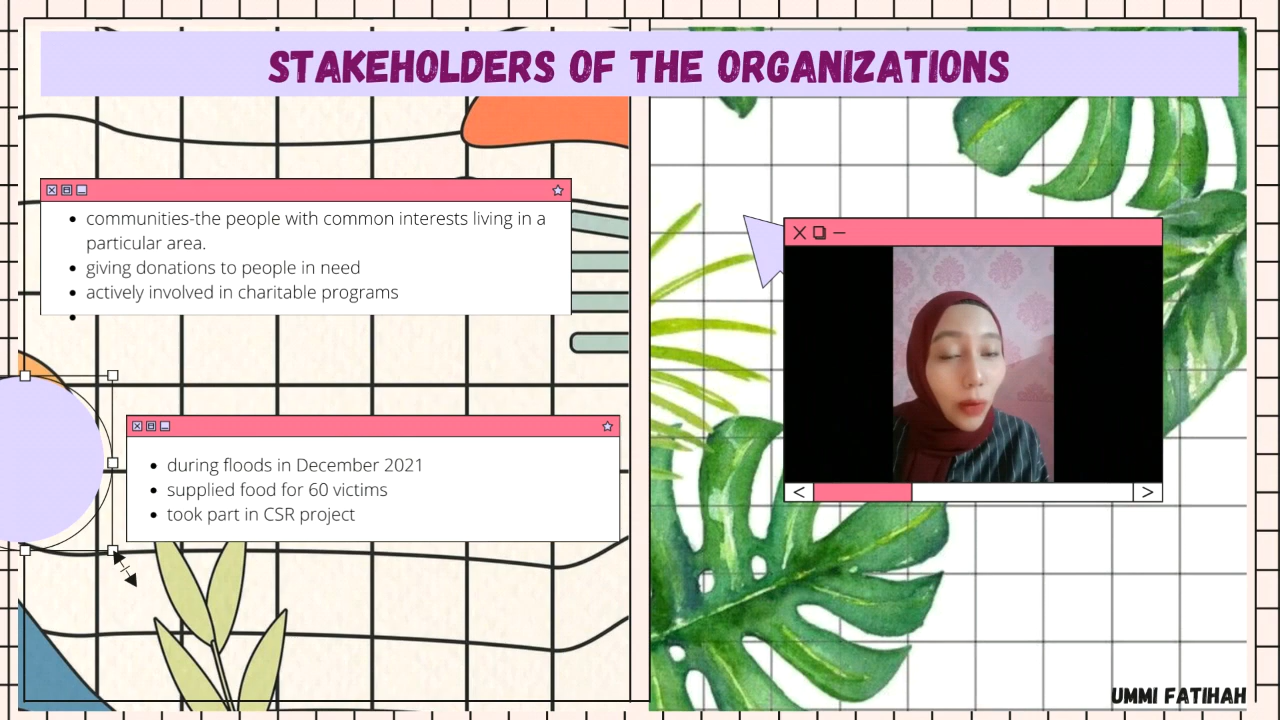 STAKEHOLDERS OF THE ORGANIZATIONS
communities-the people with common interests living in a
particular area.
giving donations to people in need
actively involved in charitable programs
during floods in December 2021
supplied food for 60 victims
took part in CSR project
UMMI FATIHAH